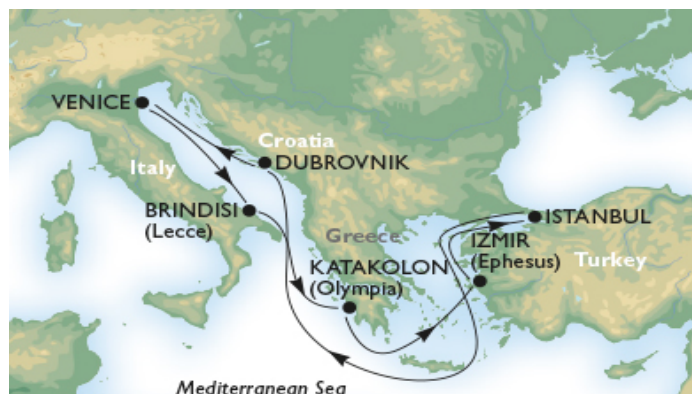 VENICE
Croatia
DUBROVNIK
Italy
BRINDISI
(Lecce)
ISTANBUL
Greece
IZMIR
(Ephesus)
Turkey
KATAKOLON
(Olympia)
Mediterranean Sea